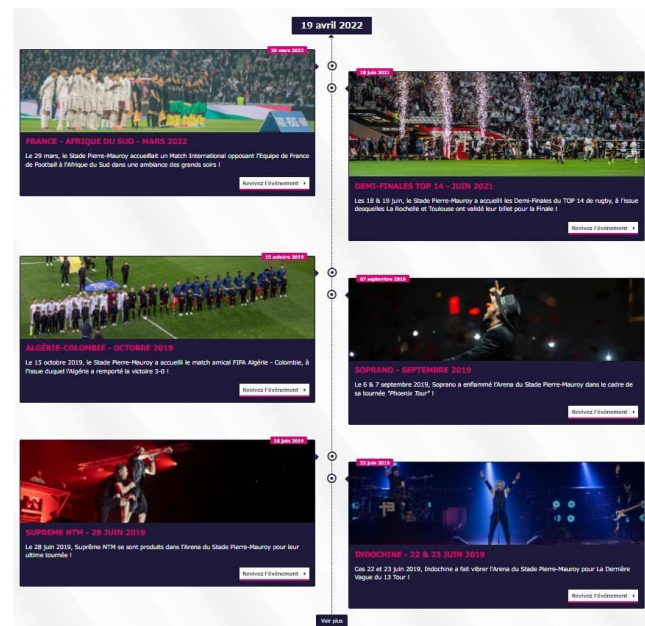 19 avril 2022
29 mars 2022
FRANCE - AFRIQUE DU SUD - MARS 2022
Le 29 mars, le Stade Pierre-Mauroy accueillait un Match International opposant l'Equipe de France
de Football à l'Afrique du Sud dans une ambiance des grands soirs !
Revivez l'événement
18 juin 2021
DEMI-FINALES TOP 14 - JUIN 2021
Les 18 & 19 juin, le Stade Pierre-Mauroy a accueilli les Demi-Finales du TOP 14 de rugby, à l'issue
desquelles La Rochelle et Toulouse ont validé leur billet pour la Finale !
Revivez l'événement
15 octobre 2019
ALGÉRIE-COLOMBIE - OCTOBRE 2019
Le 15 octobre 2019, le Stade Pierre-Mauroy a accueilli le match amical FIFA Algérie - Colombie, à
l'issue duquel l'Algérie a remporté la victoire 3-0 !
Revivez l'événement
07 septembre 2019
SOPRANO - SEPTEMBRE 2019
Le 6 & 7 septembre 2019, Soprano a enflammé l'Arena du Stade Pierre-Mauroy dans le cadre de
sa tournée "Phoenix Tour" !
Revivez l'événement
28 juin 2019
SUPREME NTM - 28 JUIN 2019
Le 28 juin 2019, Suprême NTM se sont produits dans l'Arena du Stade Pierre-Mauroy pour leur
ultime tournée !
Revivez l'événement
22 juin 2019
INDOCHINE - 22 & 23 JUIN 2019
Ces 22 et 23 juin 2019, Indochine a fait vibrer l'Arena du Stade Pierre-Mauroy pour La Dernière
Vague du 13 Tour !
Revivez l'événement
Voir plus